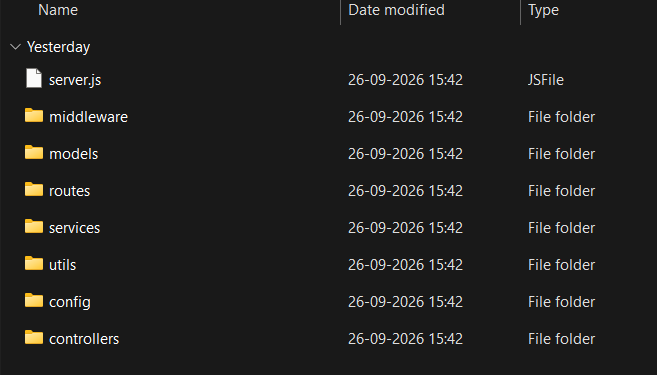 Name Date modified Type
Yesterday
server.js 26-09-2026 15:42 JSFile
middleware 26-09-2026 15:42 File folder
models 26-09-2026 15:42 File folder
routes 26-09-2026 15:42 File folder
services 26-09-2026 15:42 File folder
utils 26-09-2026 15:42 File folder
config 26-09-2026 15:42 File folder
controllers 26-09-2026 15:42 File folder